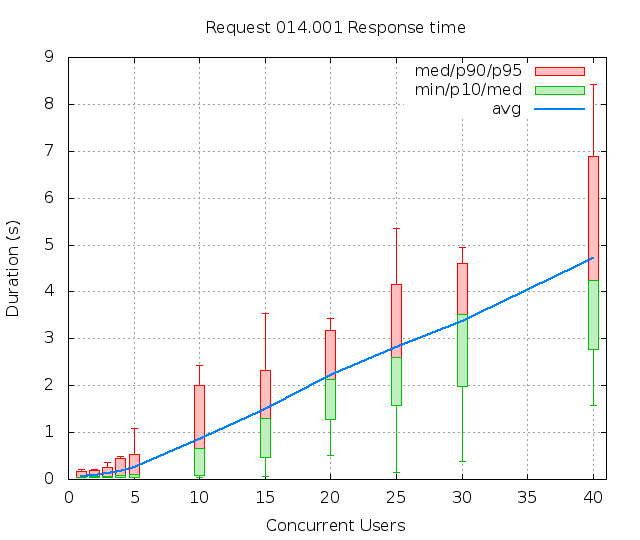 Request 014.001 Response time
med/p90/p95
min/p10/med
avg
9
8
7
6
5
4
3
2
1
0
0 5 10 15 20 25 30 35 40
Duration (s)
Concurrent Users